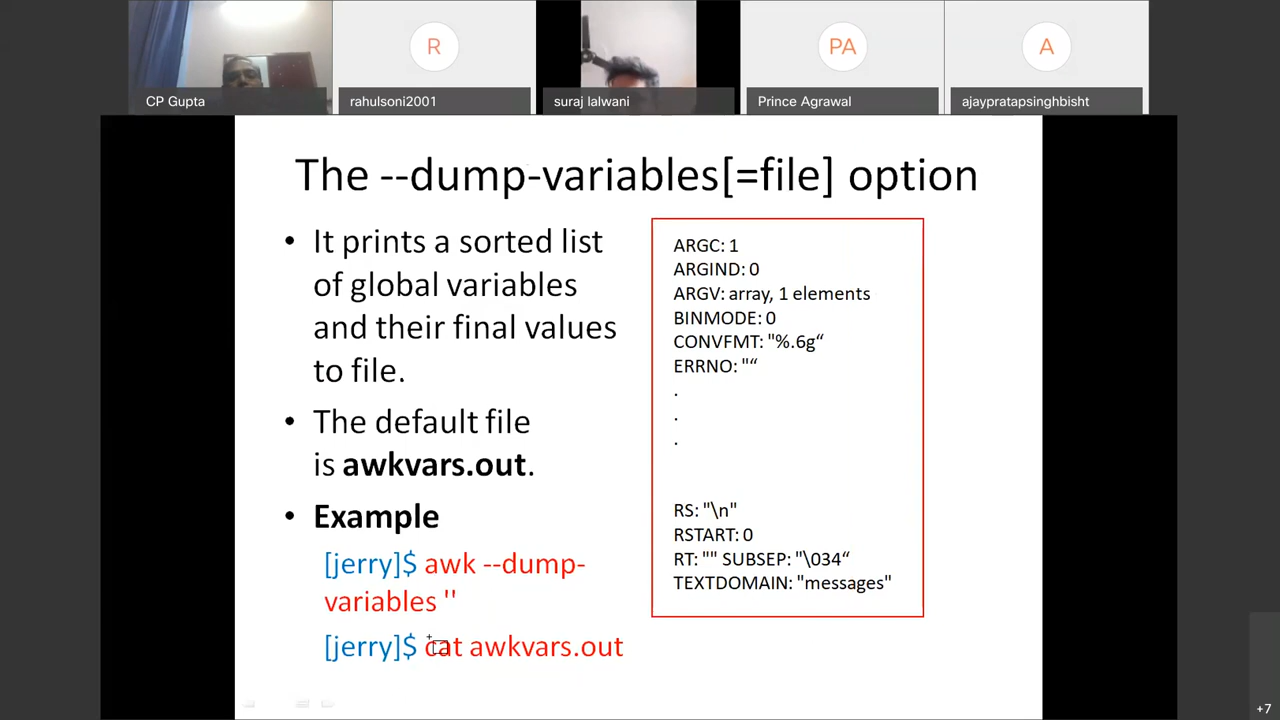 R
PA
A
CP Gupta
rahulsoni2001
suraj lalwani
Prince Agrawal
ajaypratapsinghbisht
The --dump-variables[=file] option
• It prints a sorted list
of global variables
and their final values
to file.
• The default file
is awkvars.out.
• Example
[jerry]$ awk --dump-
variables ''
[jerry]$ cat awkvars.out
ARGC: 1
ARGIND: 0
ARGV: array, 1 elements
BINMODE: 0
CONVFMT: "%.6g“
ERRNO: "“
.
.
.
RS: "\n"
RSTART: 0
RT: "" SUBSEP: "\034“
TEXTDOMAIN: "messages"
+7